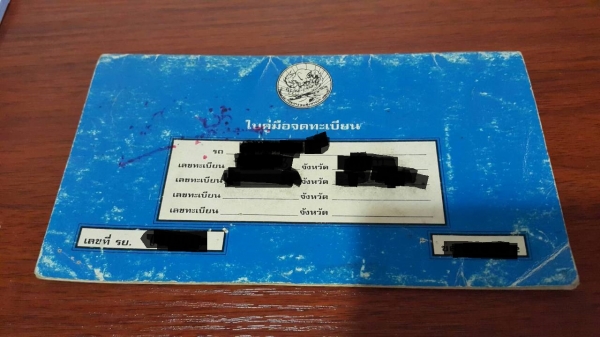 ใบคู่มือจดทะเบียน
รถ
เลขทะเบียน จังหวัด
เลขทะเบียน จังหวัด
เลขทะเบียน จังหวัด
เลขทะเบียน จังหวัด
เลขที่ รย.